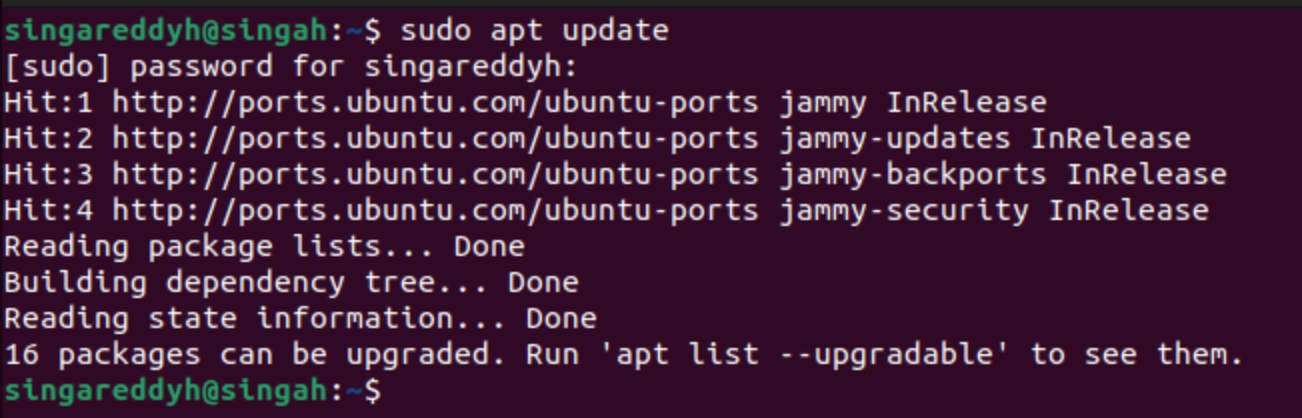 singareddyh@singah:~$ sudo apt update
[sudo] password for singareddyh:
Hit:1 http://ports.ubuntu.com/ubuntu-ports jammy InRelease
Hit:2 http://ports.ubuntu.com/ubuntu-ports jammy-updates InRelease
Hit:3 http://ports.ubuntu.com/ubuntu-ports jammy-backports InRelease
Hit:4 http://ports.ubuntu.com/ubuntu-ports jammy-security InRelease
Reading package lists... Done
Building dependency tree... Done
Reading state information... Done
16 packages can be upgraded. Run 'apt list --upgradable' to see them.
singareddyh@singah:~$